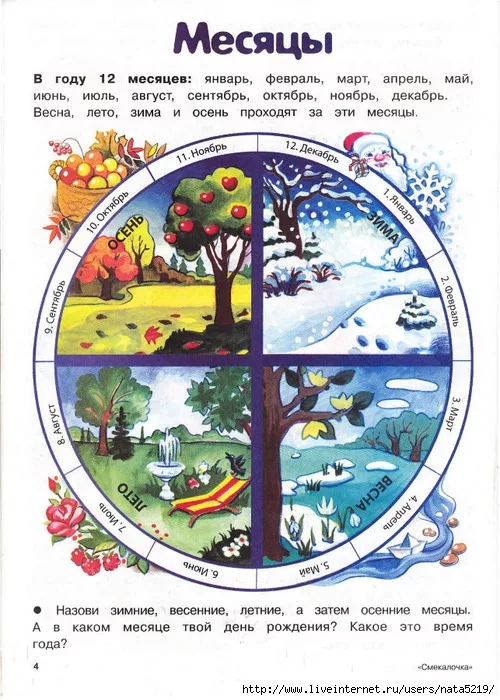 Месяцы
В году 12 месяцев: январь, февраль, март, апрель, май,
июнь, июль, август, сентябрь, октябрь, ноябрь, декабрь.
Весна, лето, зима и осень проходят за эти месяцы.
12. Декабрь
1. Январь
2. Февраль
3. Март
4. Апрель
5. Май
6. Июнь
7. Июль
8. Август
9. Сентябрь
10. Октябрь
11. Ноябрь
ОСЕНЬ
ЗИМА
ЛЕТО
ВЕСНА
● Назови зимние, весенние, летние, а затем осенние месяцы.
А в каком месяце твой день рождения? Какое это время
года?
4
«Смекалочка»
http://www.liveinternet.ru/users/nata5219/